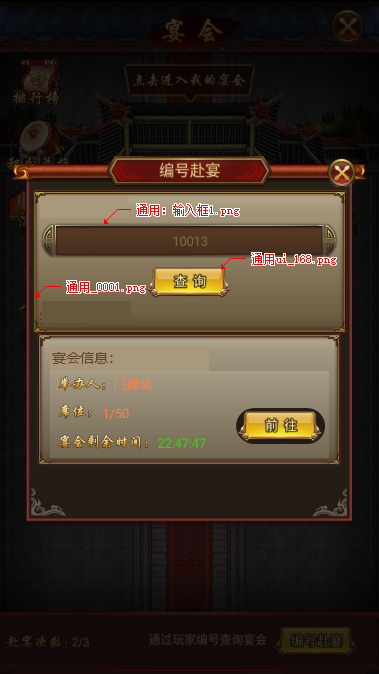 宴会
点击进入我的宴会
排行榜
编号赴宴
通用：输入框1.png
10013
通用ui_168.png
查询
通用_0001.png
宴会信息：
举办人：
席位：1/50
前往
宴会剩余时间：22:47:47
赴宴次数：2/3
通过玩家编号查询宴会
编号赴宴